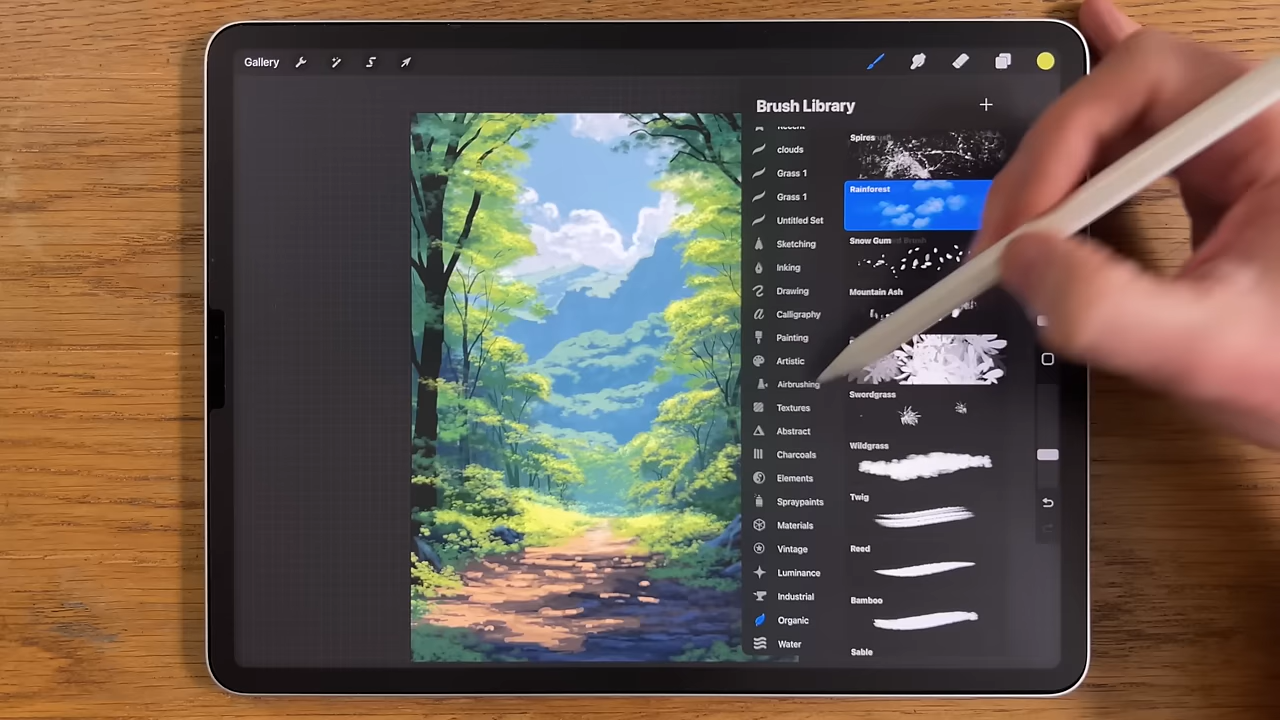 Gallery
Brush Library
Recent
clouds
Grass 1
Grass 1
Untitled Set
Sketching
Inking
Drawing
Calligraphy
Painting
Artistic
Airbrushing
Textures
Abstract
Charcoals
Elements
Spraypaints
Materials
Vintage
Luminance
Industrial
Organic
Water
Spires
Rainforest
Snow Gum
Mountain Ash
Swordgrass
Wildgrass
Twig
Reed
Bamboo
Sable